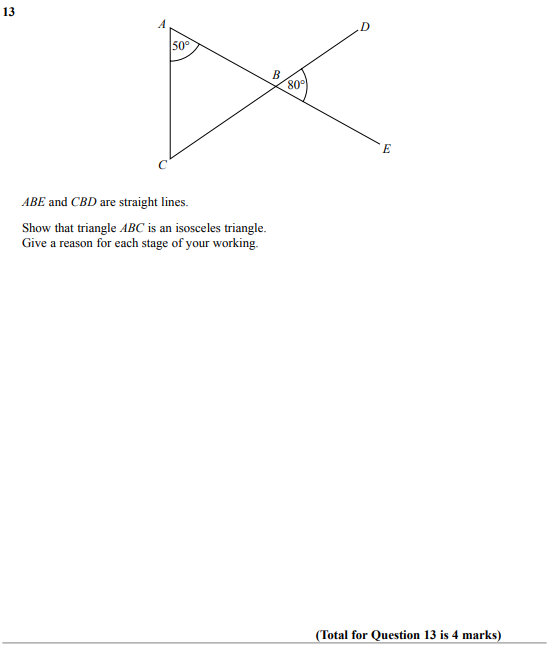 13
A
D
50°
B
80°
E
C
ABE and CBD are straight lines.
Show that triangle ABC is an isosceles triangle.
Give a reason for each stage of your working.
(Total for Question 13 is 4 marks)